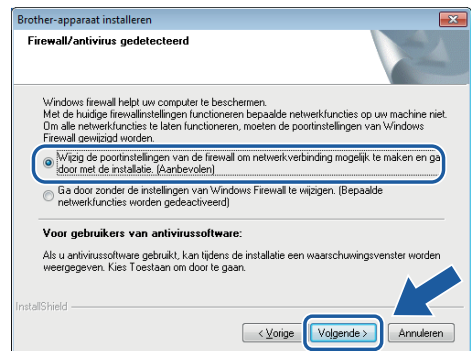 Brother-apparaat installeren
Firewall/antivirus gedetecteerd
Windows firewall helpt uw computer te beschermen.
Met de huidige firewallinstellingen functioneren bepaalde netwerkfuncties op uw machine niet.
Om alle netwerkfuncties te laten functioneren, moeten de poortinstellingen van Windows
Firewall gewijzigd worden.
Wijzig de poortinstellingen van de firewall om netwerkverbinding mogelijk te maken en ga
door met de installatie. (Aanbevolen)
Ga door zonder de instellingen van Windows Firewall te wijzigen. (Bepaalde
netwerkfuncties worden gedeactiveerd)
Voor gebruikers van antivirussoftware:
Als u antivirussoftware gebruikt, kan tijdens de installatie een waarschuwingsvenster worden
weergegeven. Kies Toestaan om door te gaan.
InstallShield
< Vorige
Volgende >
Annuleren